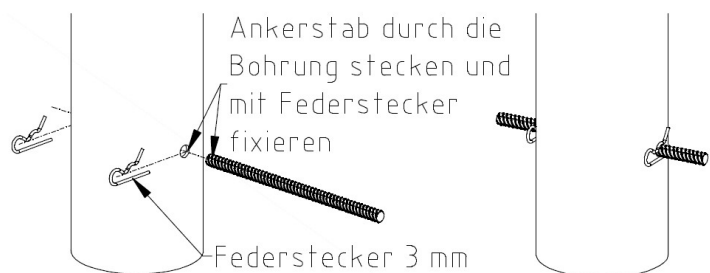 Ankerstab durch die
Bohrung stecken und
mit Federstecker
fixieren
Federstecker 3 mm